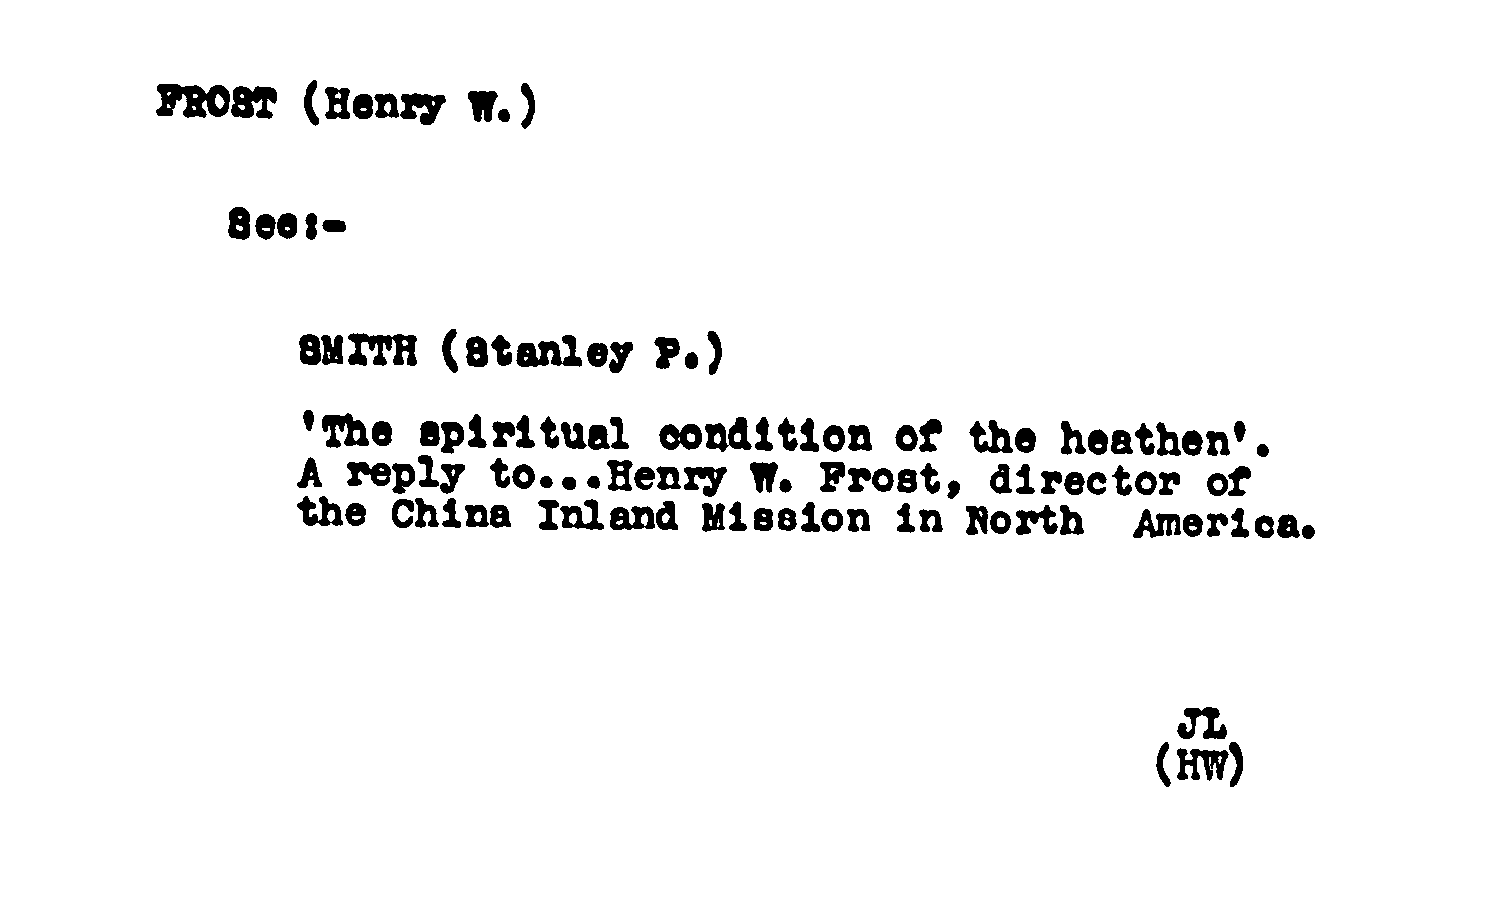 FROST (Henry W.)
See:-
SMITH (Stanley P.)
'The spiritual condition of the heathen'.
A reply to...Henry W. Frost, director of
the China Inland Mission in North America.
JL
(HW)